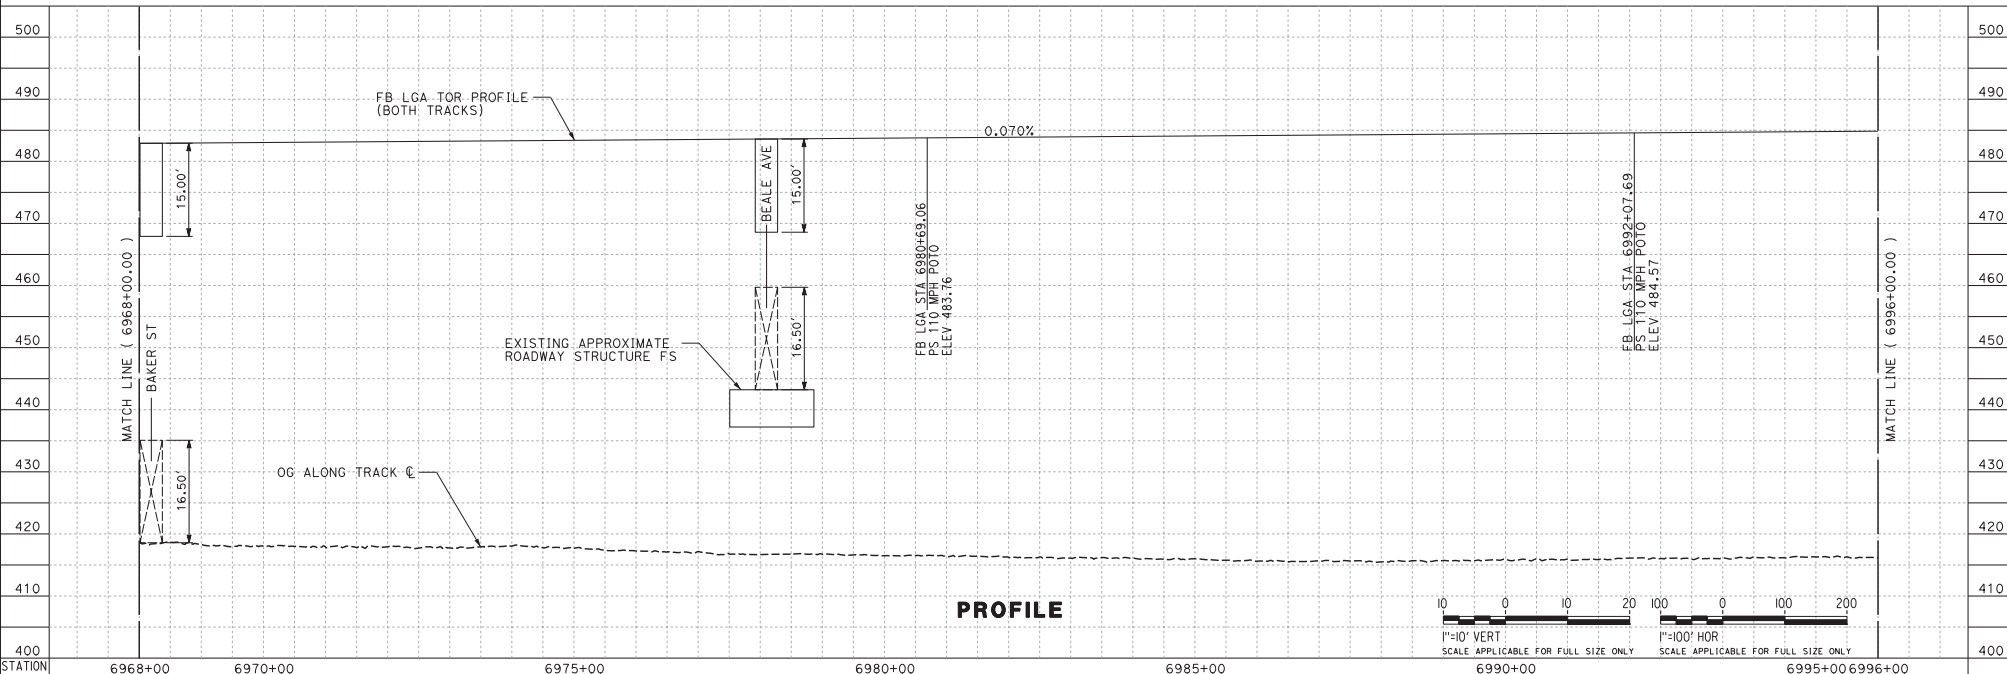 500
490
480
470
460
450
440
430
420
410
400
STATION
MATCH LINE ( 6968+00.00 )
BAKER ST
15.00'
16.50'
FB LGA TOR PROFILE
(BOTH TRACKS)
OG ALONG TRACK ℄
EXISTING APPROXIMATE
ROADWAY STRUCTURE FS
BEALE AVE
15.00'
16.50'
FB LGA STA 6980+69.06
PS 110 MPH POTO
ELEV 483.76
0.070%
FB LGA STA 6992+07.69
PS 110 MPH POTO
ELEV 484.57
MATCH LINE ( 6996+00.00 )
500
490
480
470
460
450
440
430
420
410
400
PROFILE
10 0 10 20
1"=10' VERT
SCALE APPLICABLE FOR FULL SIZE ONLY
100 0 100 200
1"=100' HOR
SCALE APPLICABLE FOR FULL SIZE ONLY
6968+00 6970+00 6975+00 6980+00 6985+00 6990+00 6995+00 6996+00